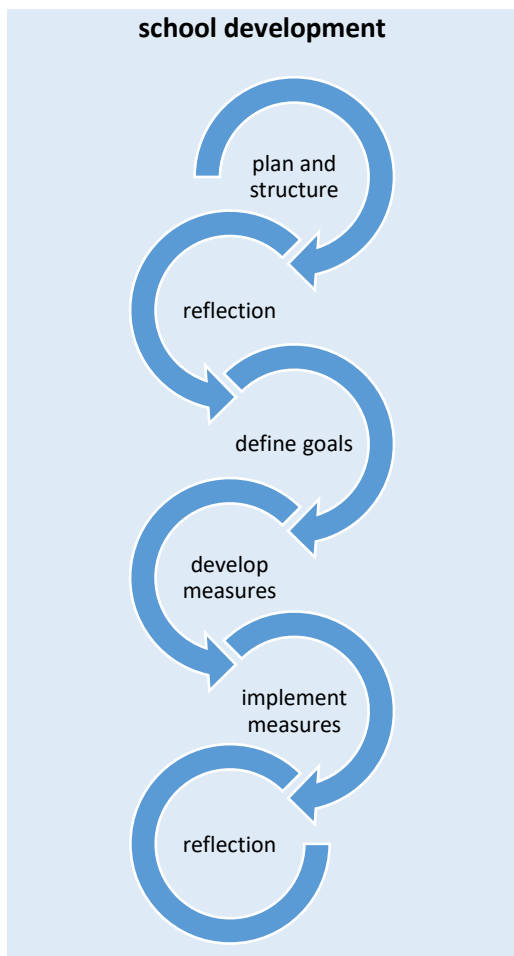 school development
plan and
structure
reflection
define goals
develop
measures
implement
measures
reflection